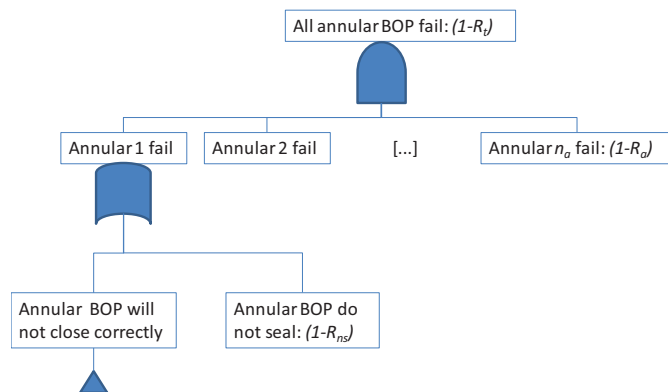 All annular BOP fail: (1-Rt)
Annular 1 fail
Annular 2 fail
[...]
Annular na fail: (1-Ra)
Annular BOP will
not close correctly
Annular BOP do
not seal: (1-Rns)